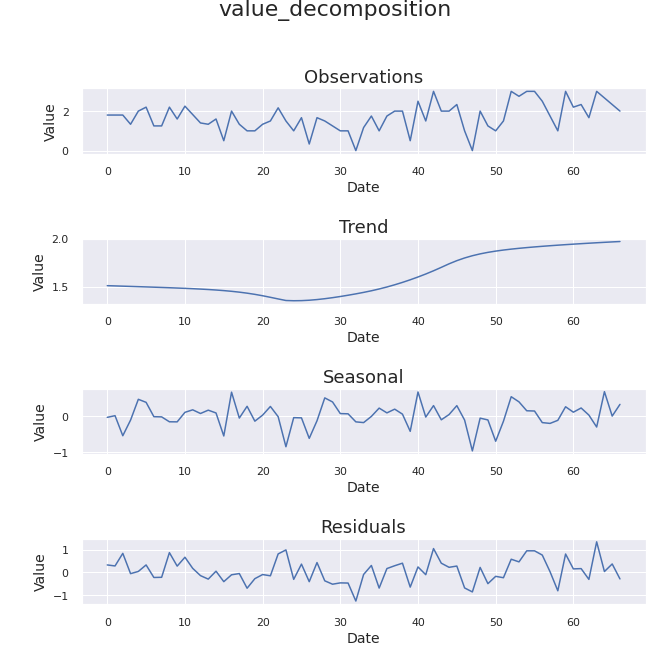 value_decomposition
Observations
Value
2
0
0 10 20 30 40 50 60
Date
Trend
Value
2.0
1.5
0 10 20 30 40 50 60
Date
Seasonal
Value
0
−1
0 10 20 30 40 50 60
Date
Residuals
Value
1
0
−1
0 10 20 30 40 50 60
Date